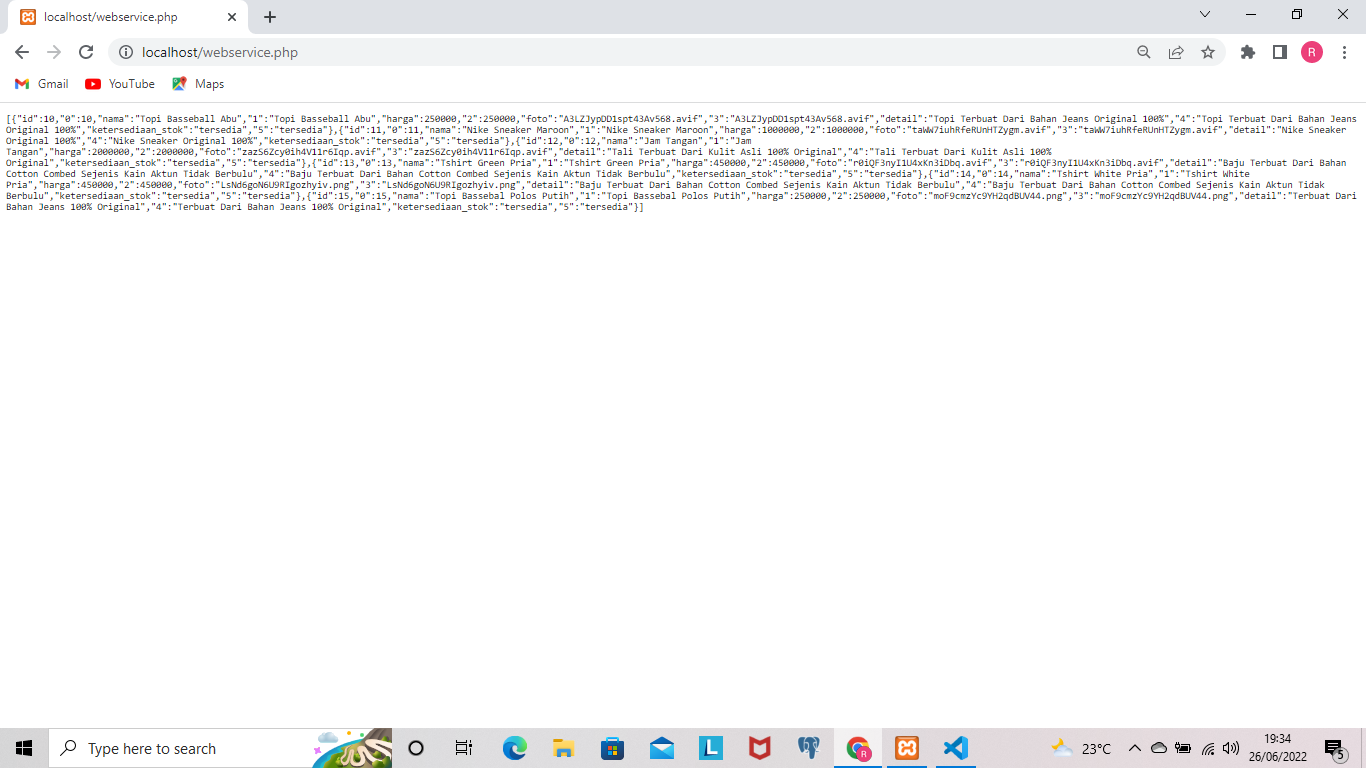 localhost/webservice.php
localhost/webservice.php
R
Gmail
YouTube
Maps
[{"id":10,"0":10,"nama":"Topi Basseball Abu","1":"Topi Basseball Abu","harga":250000,"2":250000,"foto":"A3LZJypDD1spt43Av568.avif","3":"A3LZJypDD1spt43Av568.avif","detail":"Topi Terbuat Dari Bahan Jeans Original 100%","4":"Topi Terbuat Dari Bahan Jeans
Original 100%","ketersediaan_stok":"tersedia","5":"tersedia"},{"id":11,"0":11,"nama":"Nike Sneaker Maroon","1":"Nike Sneaker Maroon","harga":1000000,"2":1000000,"foto":"taWW7iuhRfeRUnHTZygm.avif","3":"taWW7iuhRfeRUnHTZygm.avif","detail":"Nike Sneaker
Original 100%","4":"Nike Sneaker Original 100%","ketersediaan_stok":"tersedia","5":"tersedia"},{"id":12,"0":12,"nama":"Jam Tangan","1":"Jam
Tangan","harga":2000000,"2":2000000,"foto":"zazS6Zcy0ih4V11r6Iqp.avif","3":"zazS6Zcy0ih4V11r6Iqp.avif","detail":"Tali Terbuat Dari Kulit Asli 100% Original","4":"Tali Terbuat Dari Kulit Asli 100%
Original","ketersediaan_stok":"tersedia","5":"tersedia"},{"id":13,"0":13,"nama":"Tshirt Green Pria","1":"Tshirt Green Pria","harga":450000,"2":450000,"foto":"r0iQF3nyI1U4xKn3iDbq.avif","3":"r0iQF3nyI1U4xKn3iDbq.avif","detail":"Baju Terbuat Dari Bahan
Cotton Combed Sejenis Kain Aktun Tidak Berbulu","4":"Baju Terbuat Dari Bahan Cotton Combed Sejenis Kain Aktun Tidak Berbulu","ketersediaan_stok":"tersedia","5":"tersedia"},{"id":14,"0":14,"nama":"Tshirt White Pria","1":"Tshirt White
Pria","harga":450000,"2":450000,"foto":"LsNd6goN6U9RIgozhyiv.png","3":"LsNd6goN6U9RIgozhyiv.png","detail":"Baju Terbuat Dari Bahan Cotton Combed Sejenis Kain Aktun Tidak Berbulu","4":"Baju Terbuat Dari Bahan Cotton Combed Sejenis Kain Aktun Tidak
Berbulu","ketersediaan_stok":"tersedia","5":"tersedia"},{"id":15,"0":15,"nama":"Topi Bassebal Polos Putih","1":"Topi Bassebal Polos Putih","harga":250000,"2":250000,"foto":"moF9cmzYc9YH2qdBUV44.png","3":"moF9cmzYc9YH2qdBUV44.png","detail":"Terbuat Dari
Bahan Jeans 100% Original","4":"Terbuat Dari Bahan Jeans 100% Original","ketersediaan_stok":"tersedia","5":"tersedia"}]
Type here to search
L
R
23°C
19:34
26/06/2022
5